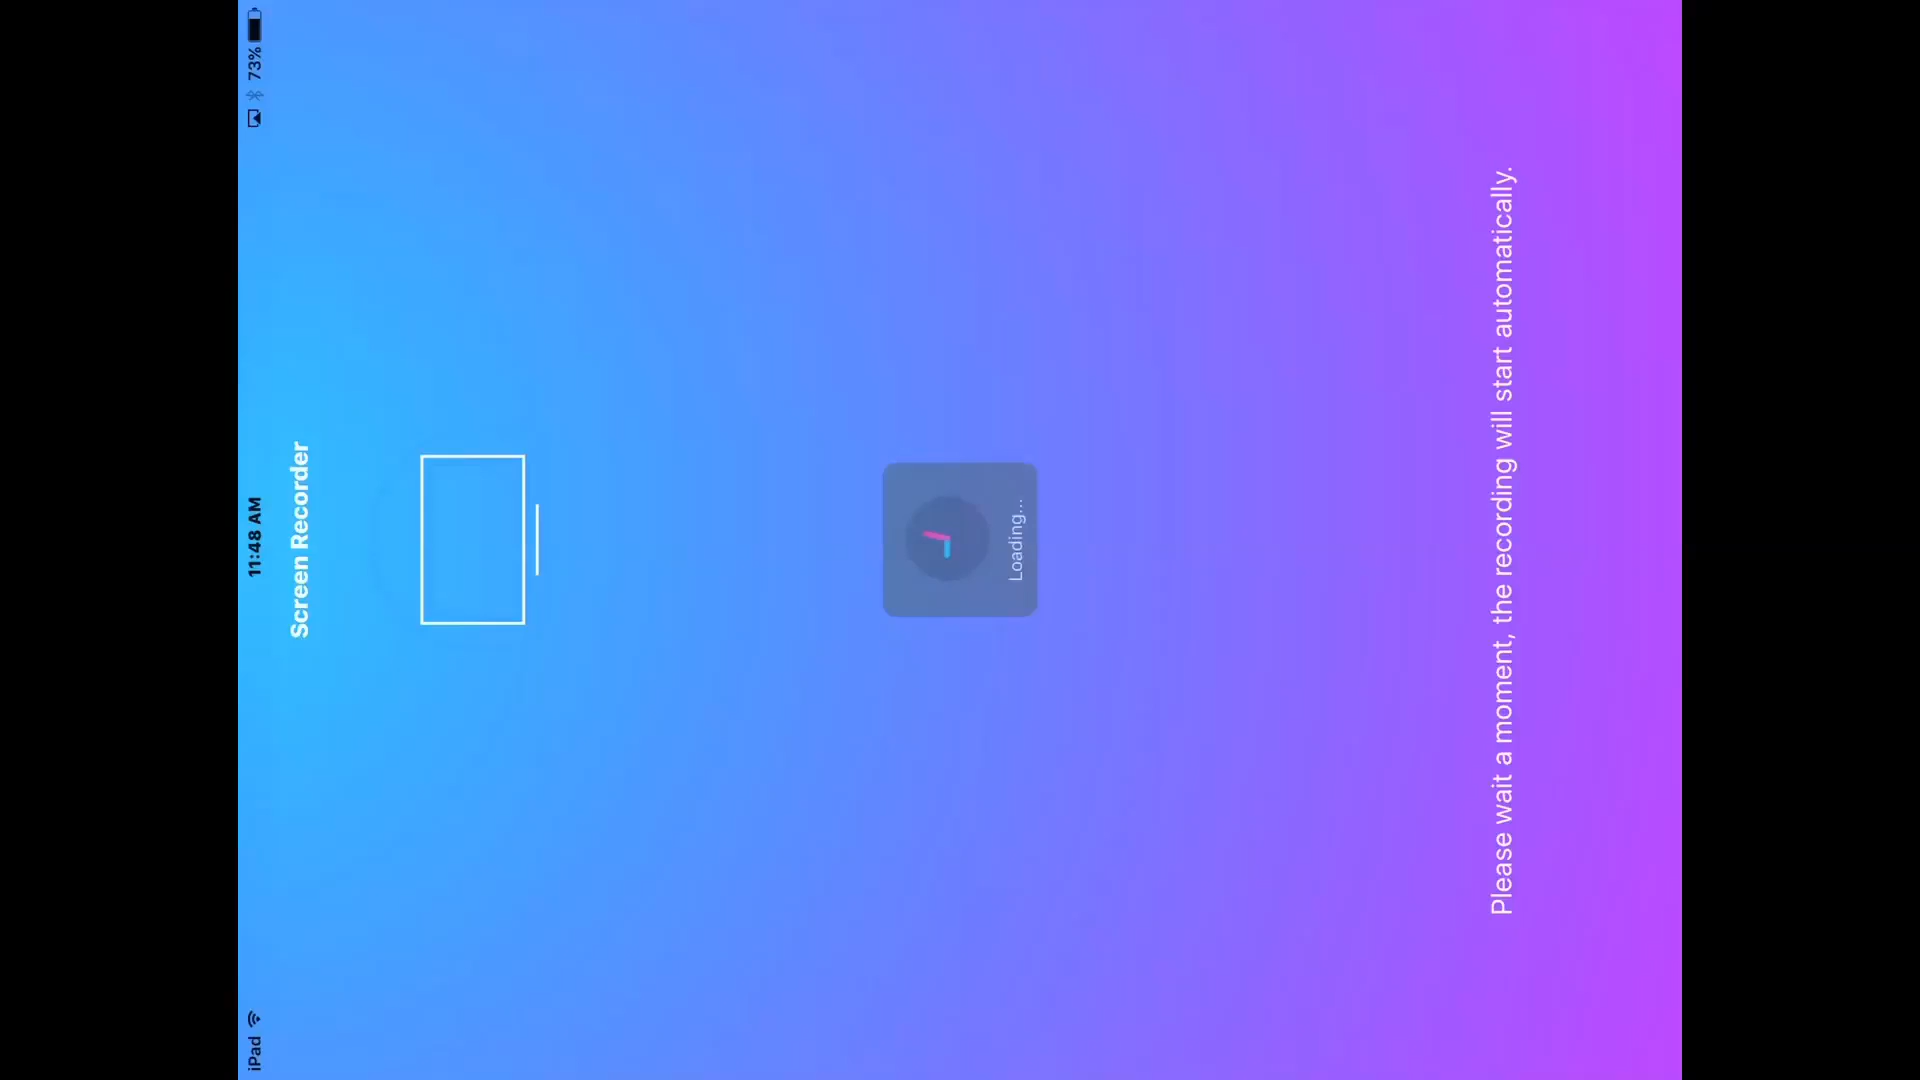 iPad 11:48 AM 73%
Screen Recorder
Loading...
Please wait a moment, the recording will start automatically.